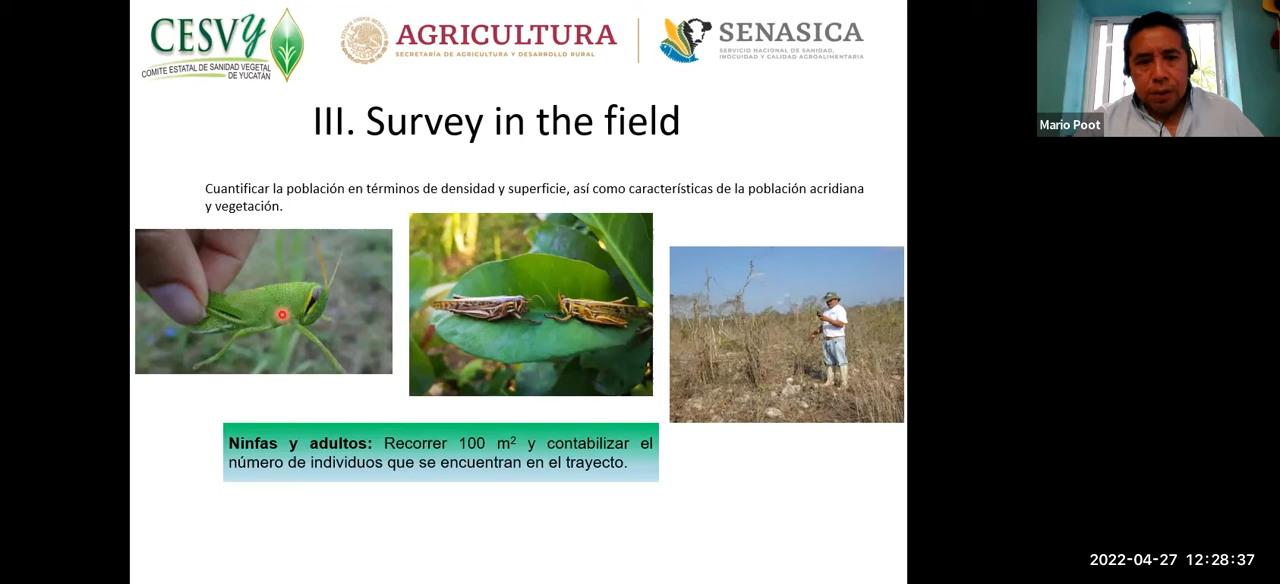 CESVy
COMITE ESTATAL DE SANIDAD VEGETAL
DE YUCATÁN
AGRICULTURA
SECRETARÍA DE AGRICULTURA Y DESARROLLO RURAL
SENASICA
SERVICIO NACIONAL DE SANIDAD,
INOCUIDAD Y CALIDAD AGROALIMENTARIA
Mario Poot
III. Survey in the field
Cuantificar la población en términos de densidad y superficie, así como características de la población acridiana
y vegetación.
Ninfas y adultos: Recorrer 100 m² y contabilizar el
número de individuos que se encuentran en el trayecto.
2022-04-27 12:28:37